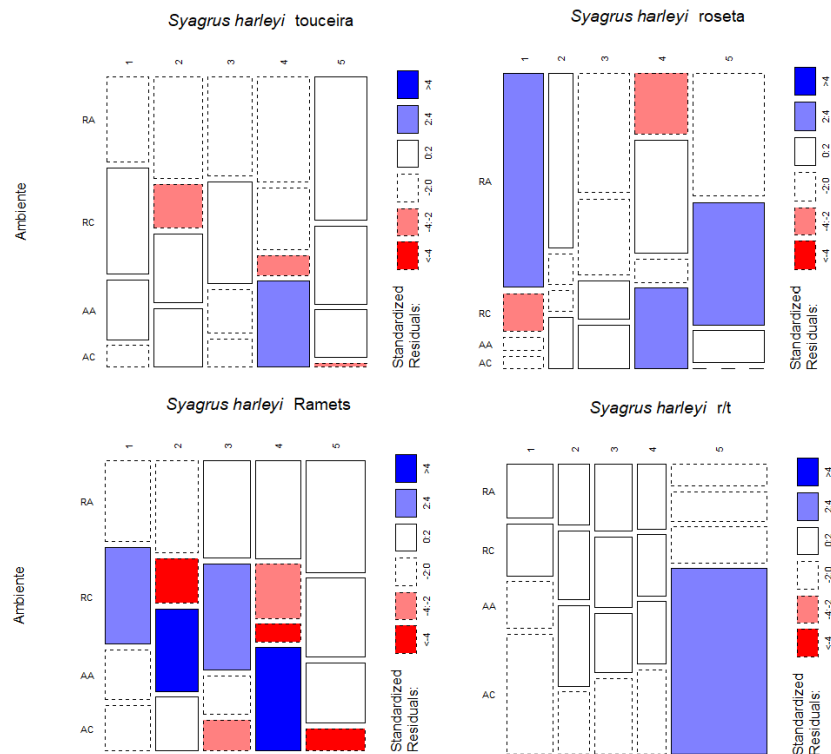 Syagrus harleyi touceira
1 2 3 4 5
RA
RC
AA
AC
Ambiente
Standardized
Residuals:
<-4 -4:-2 -2:0 0:2 2:4 >4
Syagrus harleyi roseta
1 2 3 4 5
RA
RC
AA
AC
Standardized
Residuals:
<-4 -4:-2 -2:0 0:2 2:4 >4
Syagrus harleyi Ramets
1 2 3 4 5
RA
RC
AA
AC
Ambiente
Standardized
Residuals:
<-4 -4:-2 -2:0 0:2 2:4 >4
Syagrus harleyi r/t
1 2 3 4 5
RA
RC
AA
AC
Standardized
Residuals:
<-4 -4:-2 -2:0 0:2 2:4 >4